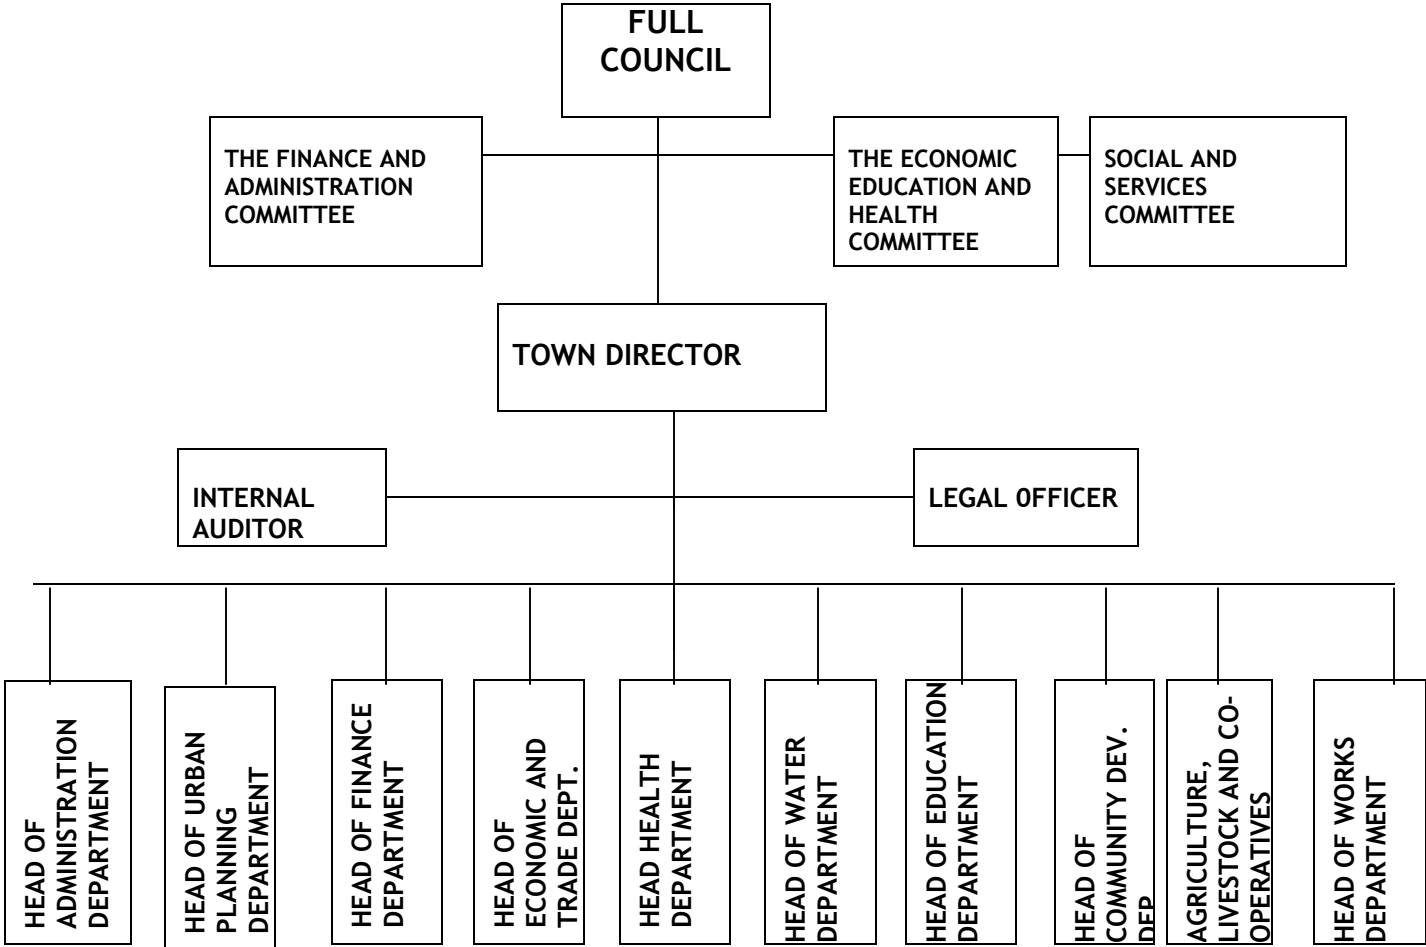 FULL
COUNCIL
THE FINANCE AND
ADMINISTRATION
COMMITTEE
THE ECONOMIC
EDUCATION AND
HEALTH
COMMITTEE
SOCIAL AND
SERVICES
COMMITTEE
TOWN DIRECTOR
INTERNAL
AUDITOR
LEGAL 0FFICER
HEAD OF
ADMINISTRATION
DEPARTMENT
HEAD OF URBAN
PLANNING
DEPARTMENT
HEAD OF FINANCE
DEPARTMENT
HEAD OF
ECONOMIC AND
TRADE DEPT.
HEAD HEALTH
DEPARTMENT
HEAD OF WATER
DEPARTMENT
HEAD OF EDUCATION
DEPARTMENT
HEAD OF
COMMUNITY DEV.
DEP
AGRICULTURE,
LIVESTOCK AND CO-
OPERATIVES
HEAD OF WORKS
DEPARTMENT